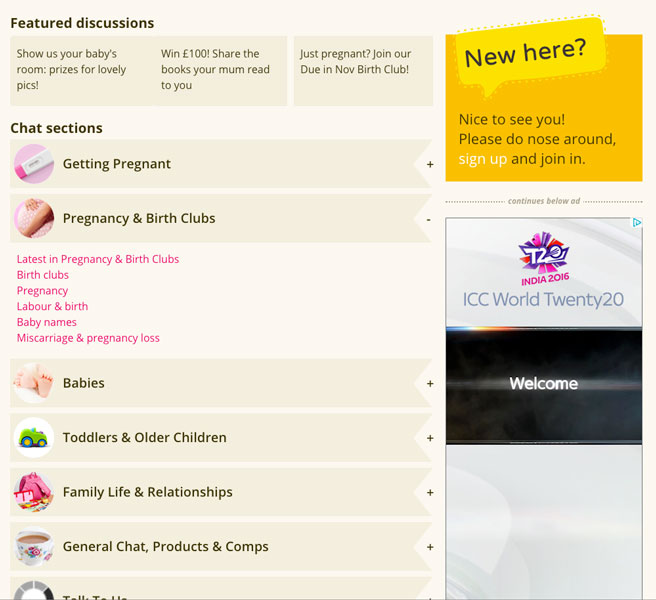 Featured discussions
Show us your baby's
room: prizes for lovely
pics!
Win £100! Share the
books your mum read
to you
Just pregnant? Join our
Due in Nov Birth Club!
Chat sections
Getting Pregnant +
Pregnancy & Birth Clubs -
Latest in Pregnancy & Birth Clubs
Birth clubs
Pregnancy
Labour & birth
Baby names
Miscarriage & pregnancy loss
Babies +
Toddlers & Older Children +
Family Life & Relationships +
General Chat, Products & Comps +
Talk To Us
New here?
Nice to see you!
Please do nose around,
sign up and join in.
continues below ad
T20
INDIA 2016
ICC World Twenty20
Welcome